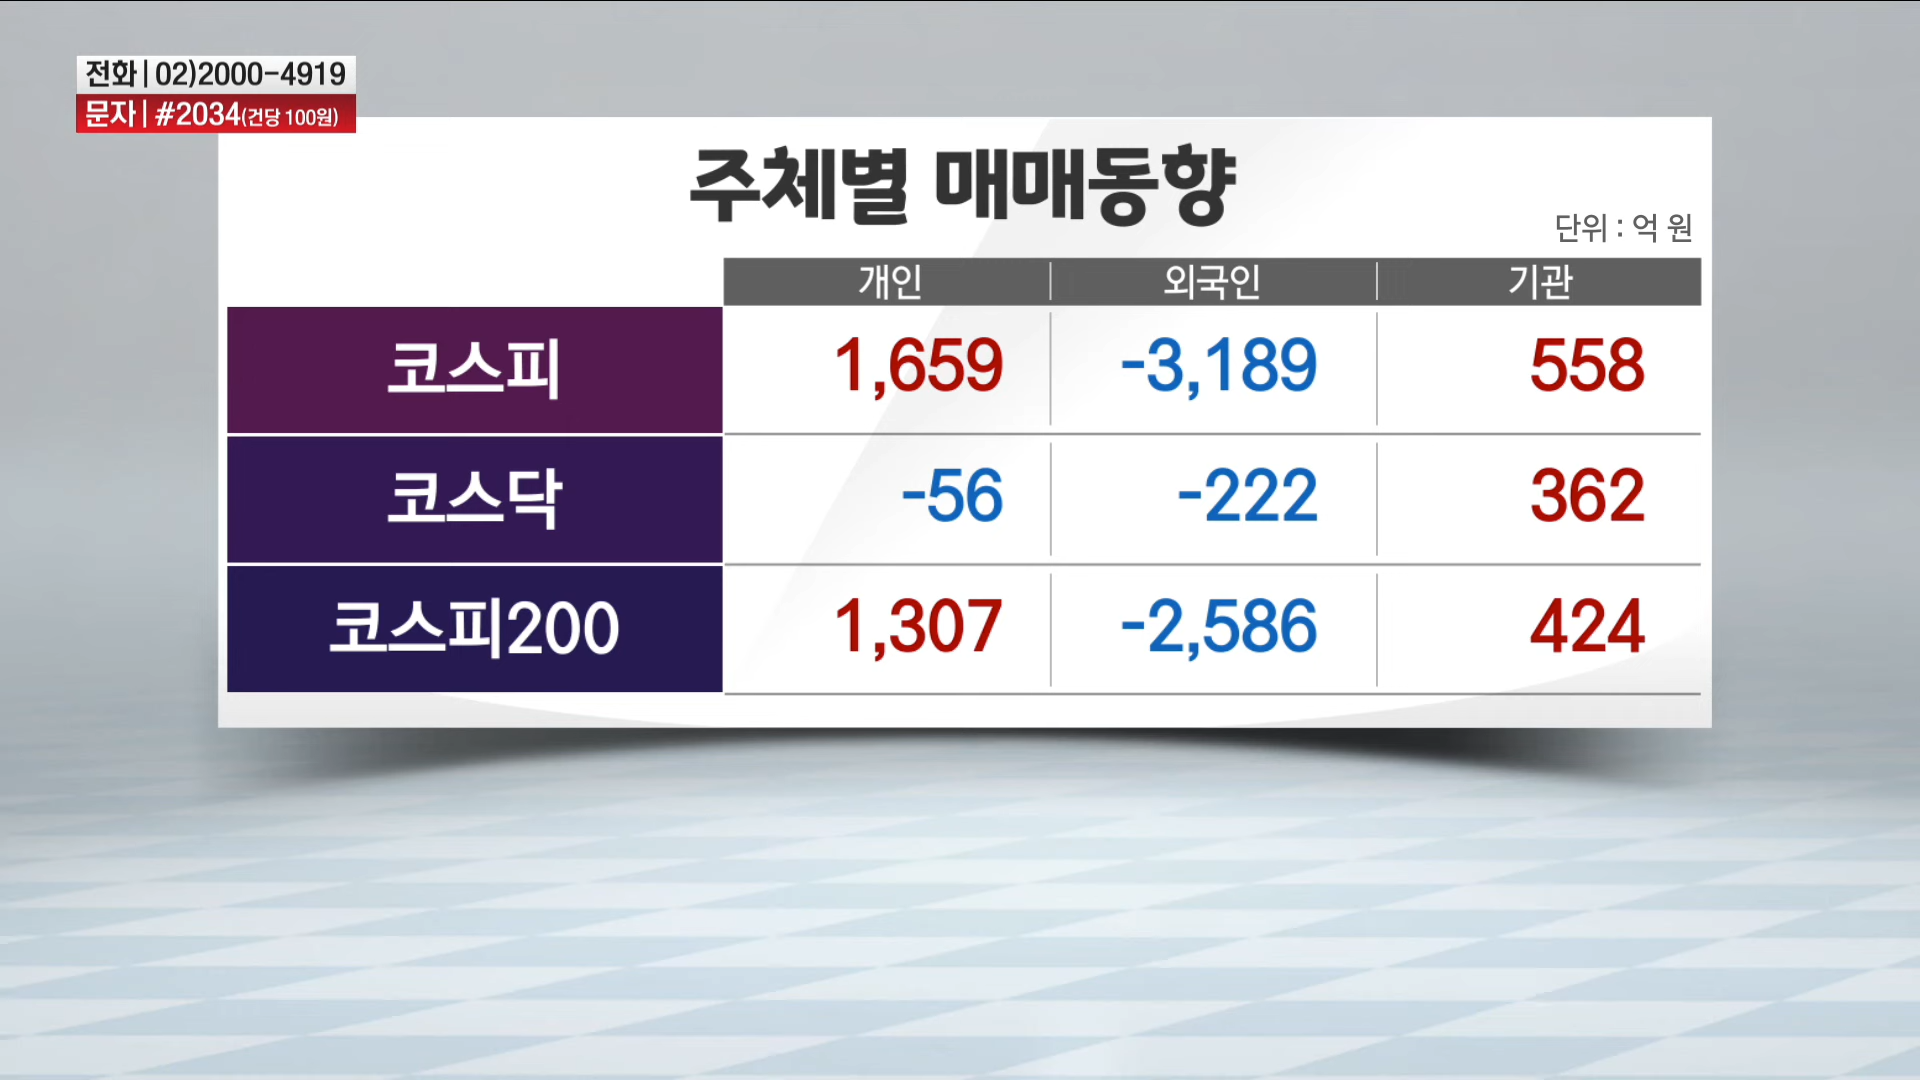 전화 | 02)2000-4919
문자 | #2034(건당 100원)
주체별 매매동향
단위 : 억 원
개인 외국인 기관
코스피 1,659 -3,189 558
코스닥 -56 -222 362
코스피200 1,307 -2,586 424